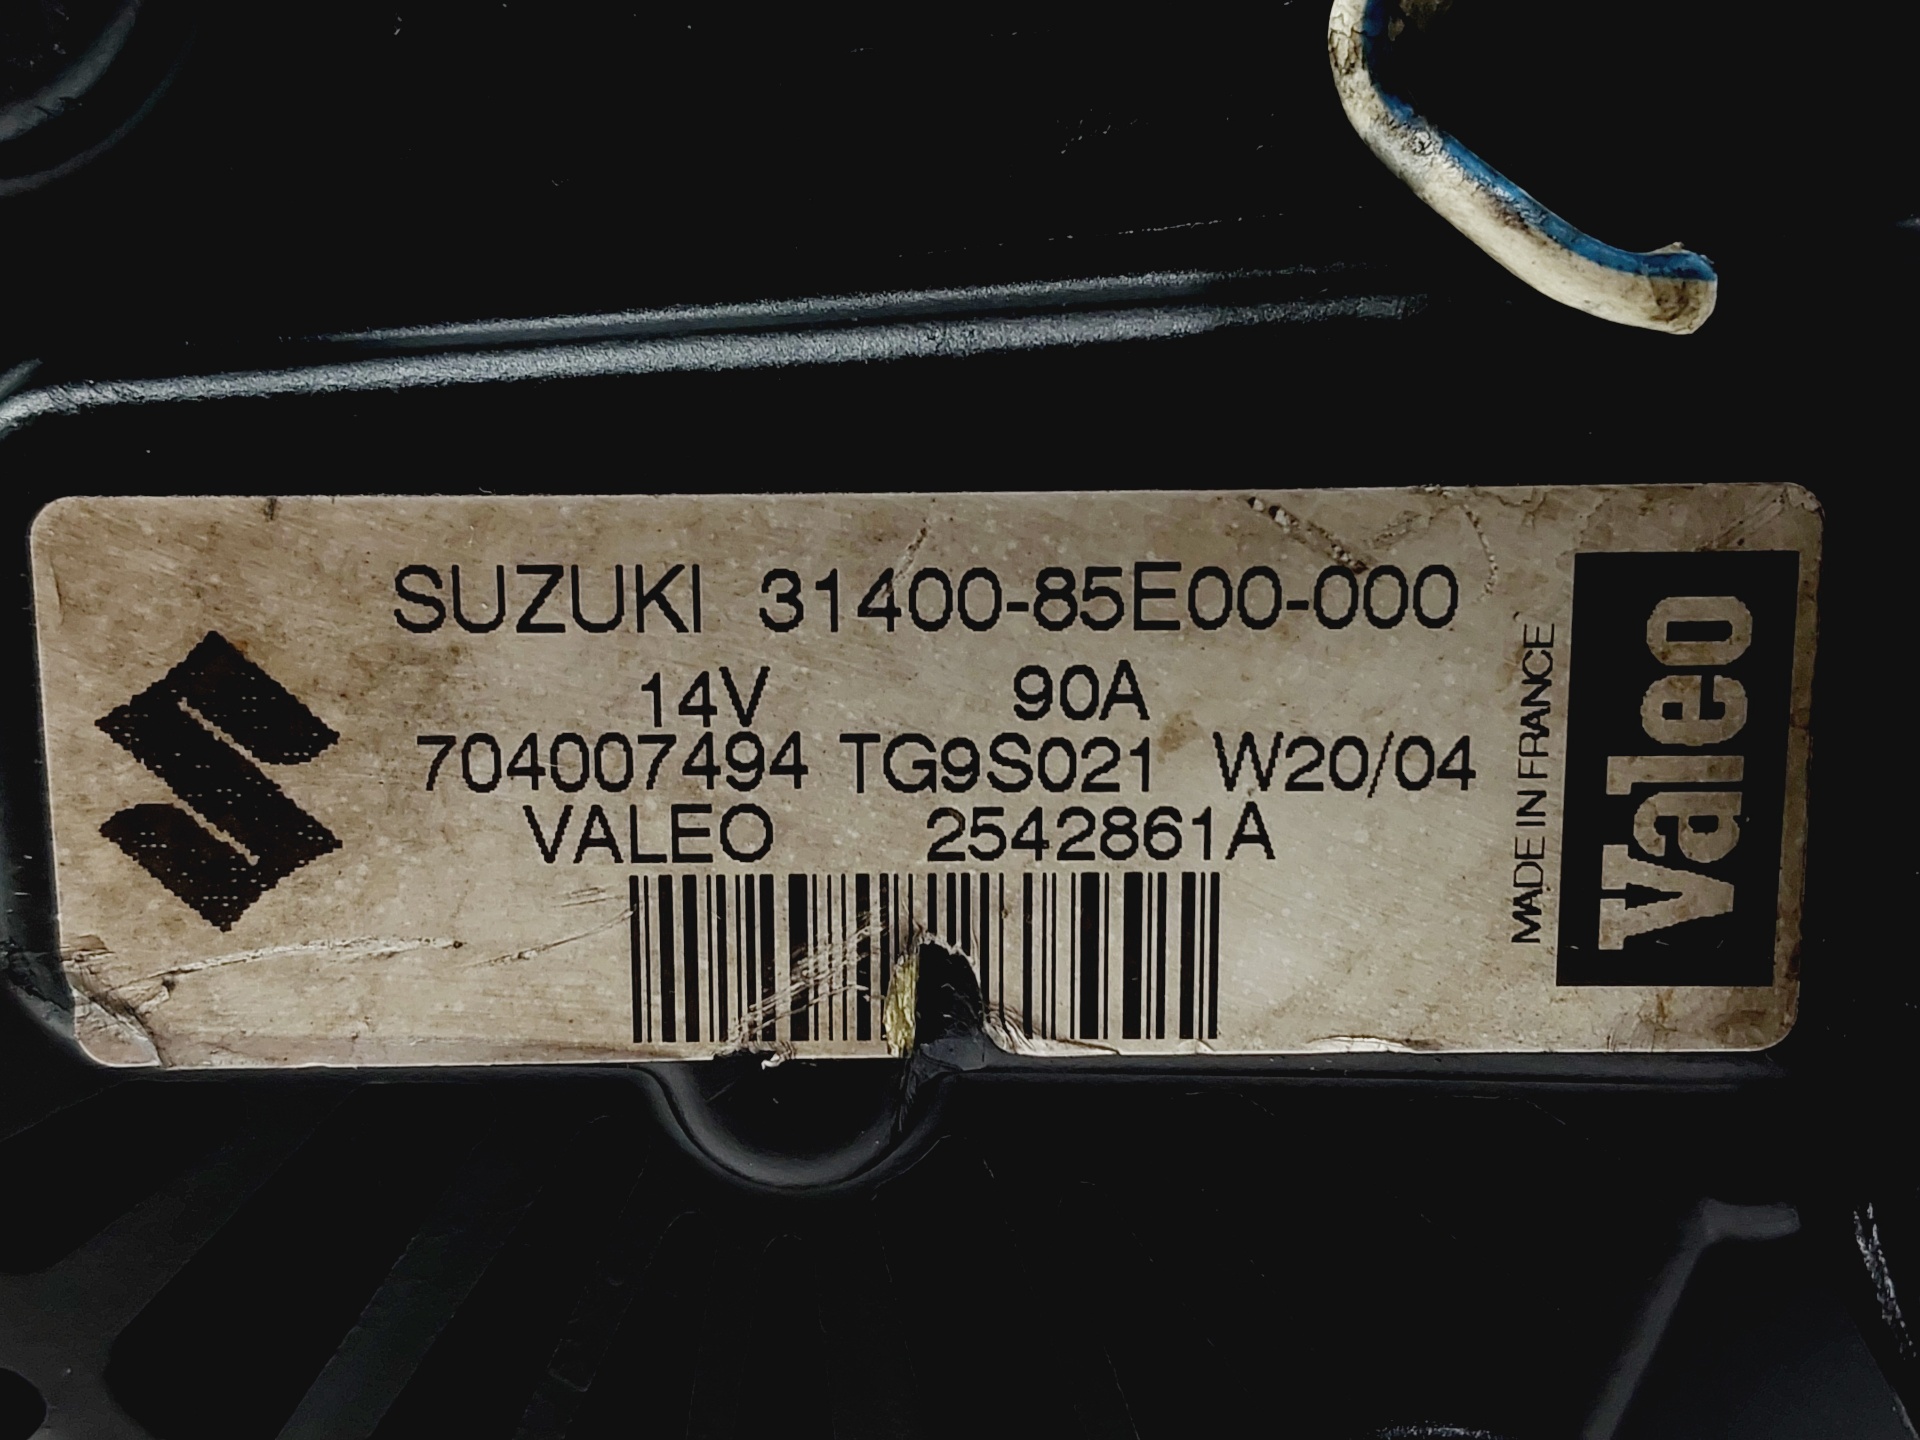 SUZUKI 31400-85E00-000
14V 90A
704007494 TG9S021 W20/04
VALEO 2542861A
MADE IN FRANCE
Valeo